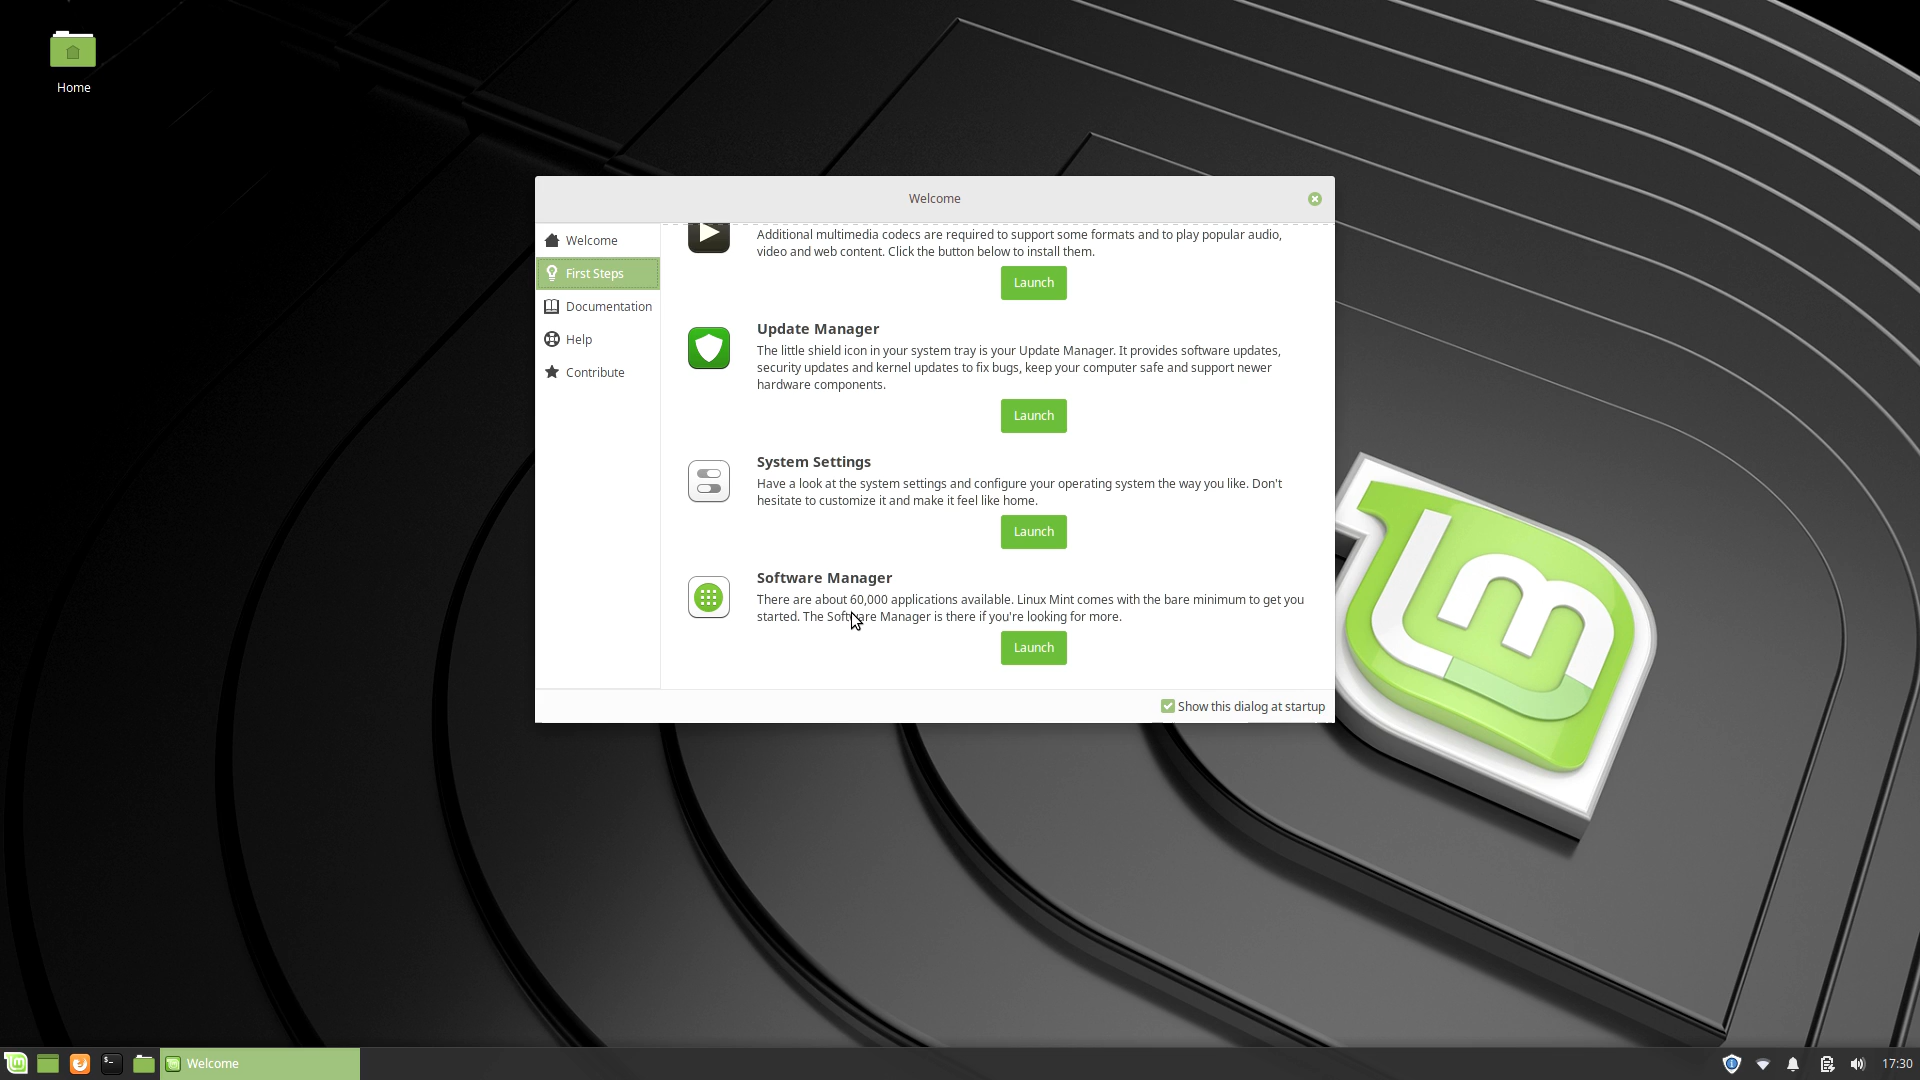 Home
Welcome
Welcome
First Steps
Documentation
Help
Contribute
Additional multimedia codecs are required to support some formats and to play popular audio,
video and web content. Click the button below to install them.
Launch
Update Manager
The little shield icon in your system tray is your Update Manager. It provides software updates,
security updates and kernel updates to fix bugs, keep your computer safe and support newer
hardware components.
Launch
System Settings
Have a look at the system settings and configure your operating system the way you like. Don't
hesitate to customize it and make it feel like home.
Launch
Software Manager
There are about 60,000 applications available. Linux Mint comes with the bare minimum to get you
started. The Software Manager is there if you're looking for more.
Launch
Show this dialog at startup
Welcome
17:30